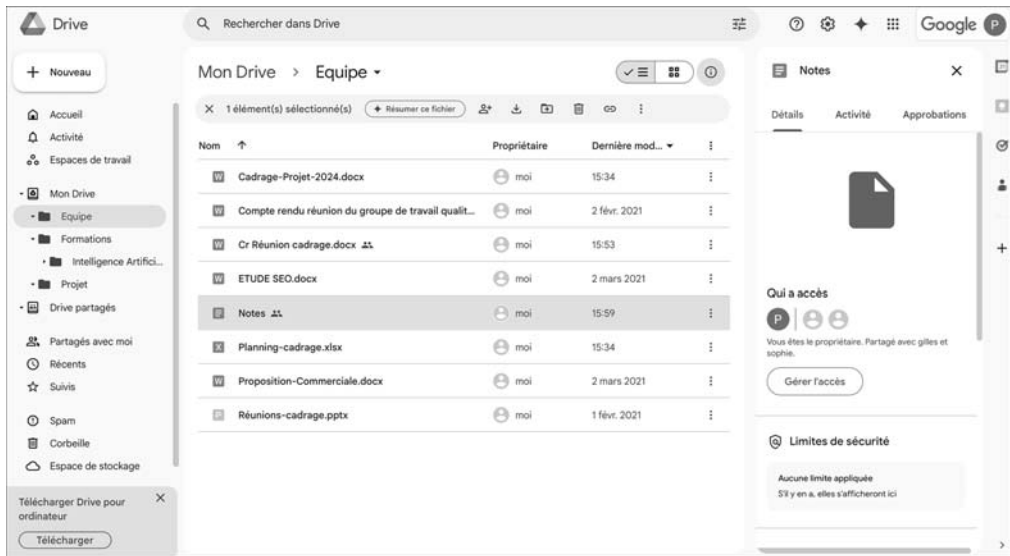 Drive
Rechercher dans Drive
Google P
Nouveau
Accueil
Activité
Espaces de travail
Mon Drive
Equipe
Formations
Intelligence Artifici...
Projet
Drive partagés
Partagés avec moi
Récents
Suivis
Spam
Corbeille
Espace de stockage
Télécharger Drive pour
ordinateur
Télécharger
Mon Drive > Equipe
1 élément(s) sélectionné(s) Résumer ce fichier
Nom Propriétaire Dernière mod...
Cadrage-Projet-2024.docx moi 15:34
Compte rendu réunion du groupe de travail qualit... moi 2 févr. 2021
Cr Réunion cadrage.docx moi 15:53
ETUDE SEO.docx moi 2 mars 2021
Notes moi 15:59
Planning-cadrage.xlsx moi 15:34
Proposition-Commerciale.docx moi 2 mars 2021
Réunions-cadrage.pptx moi 1 févr. 2021
Notes
Détails Activité Approbations
Qui a accès
P
Vous êtes le propriétaire. Partagé avec gilles et
sophie.
Gérer l'accès
Limites de sécurité
Aucune limite appliquée
S'il y en a, elles s'afficheront ici